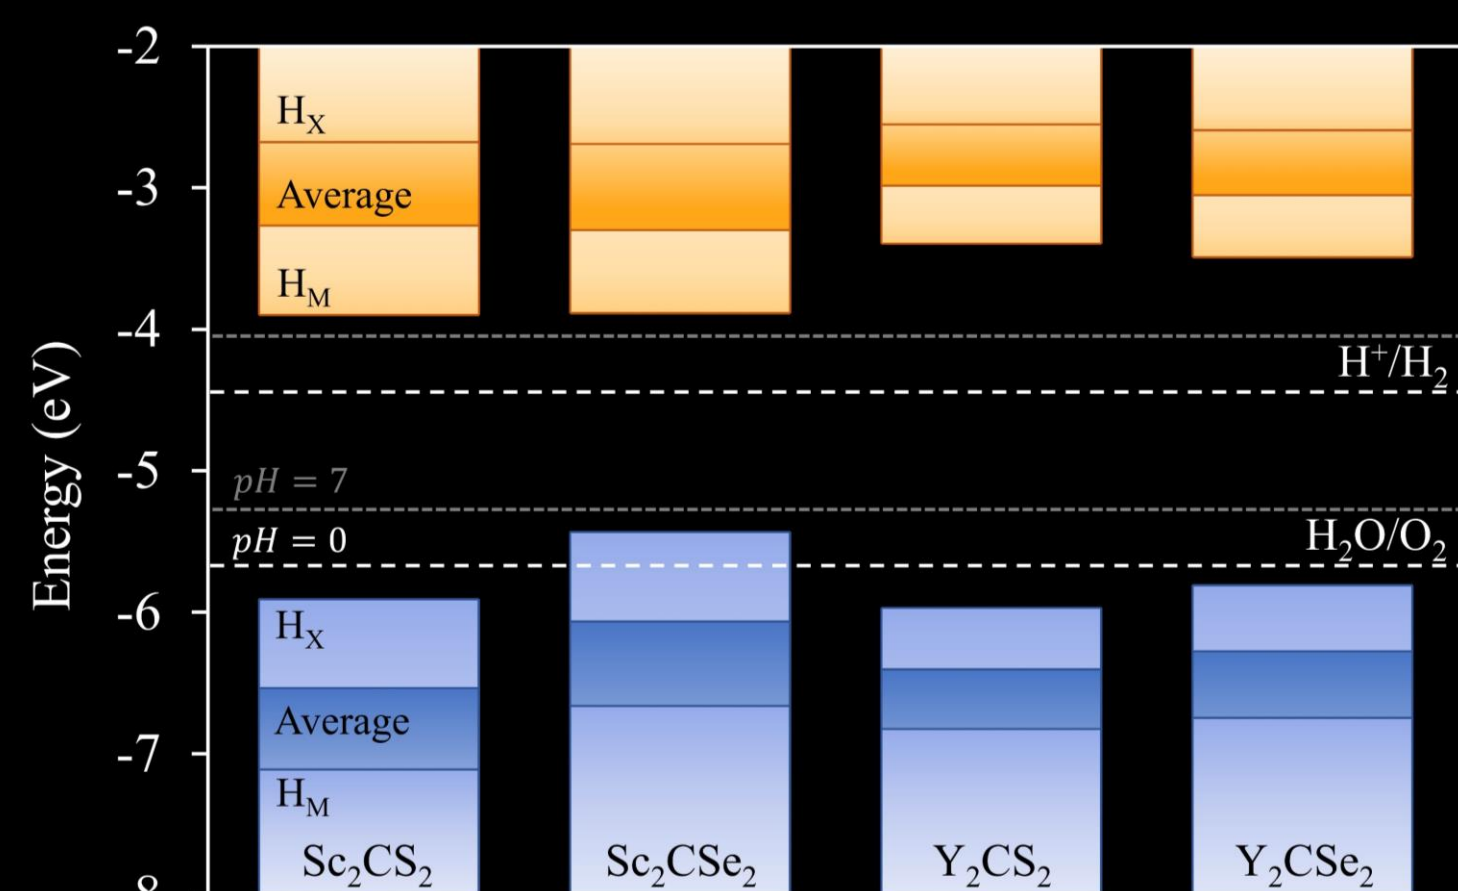 -2
H_X
Average
-3
H_M
-4
H⁺/H₂
Energy (eV)
-5
pH = 7
pH = 0
H₂O/O₂
-6
H_X
Average
-7
H_M
Sc₂CS₂
Sc₂CSe₂
Y₂CS₂
Y₂CSe₂